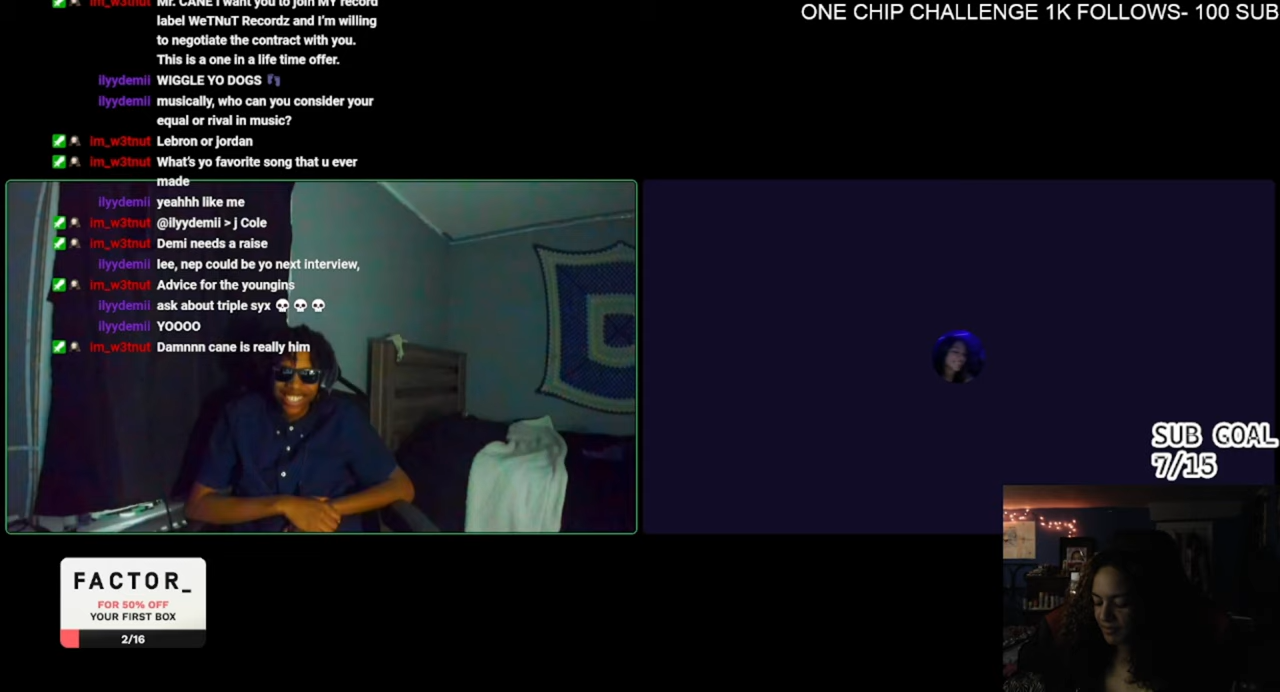 im_w3tnut Mr. CANE I want you to join MY record
label WeTNuT Recordz and I'm willing
to negotiate the contract with you.
This is a one in a life time offer.
ilyydemii WIGGLE YO DOGS
ilyydemii musically, who can you consider your
equal or rival in music?
im_w3tnut Lebron or jordan
im_w3tnut What's yo favorite song that u ever
made
ilyydemii yeahhh like me
im_w3tnut @ilyydemii > j Cole
im_w3tnut Demi needs a raise
ilyydemii lee, nep could be yo next interview,
im_w3tnut Advice for the youngins
ilyydemii ask about triple syx 💀 💀 💀
ilyydemii YOOOO
im_w3tnut Damnnn cane is really him
ONE CHIP CHALLENGE 1K FOLLOWS- 100 SUB
SUB GOAL
7/15
FACTOR_
FOR 50% OFF
YOUR FIRST BOX
2/16